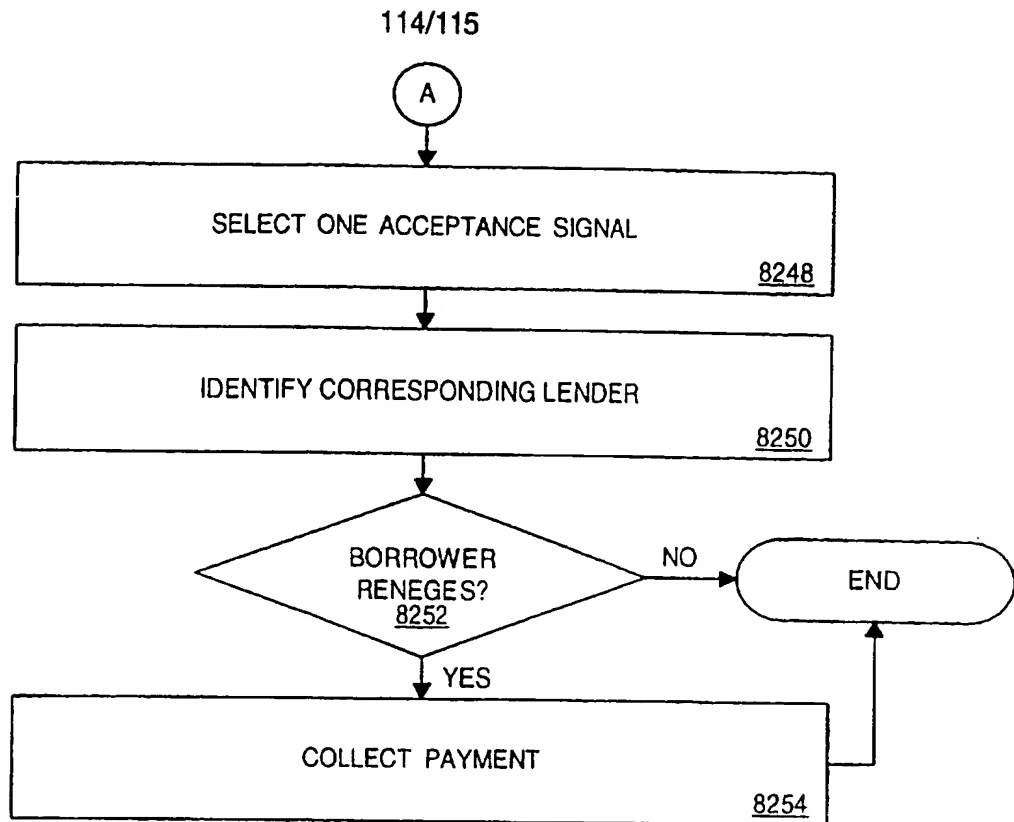 114/115
A
SELECT ONE ACCEPTANCE SIGNAL
8248
IDENTIFY CORRESPONDING LENDER
8250
BORROWER
RENEGES?
8252
NO
END
YES
COLLECT PAYMENT
8254